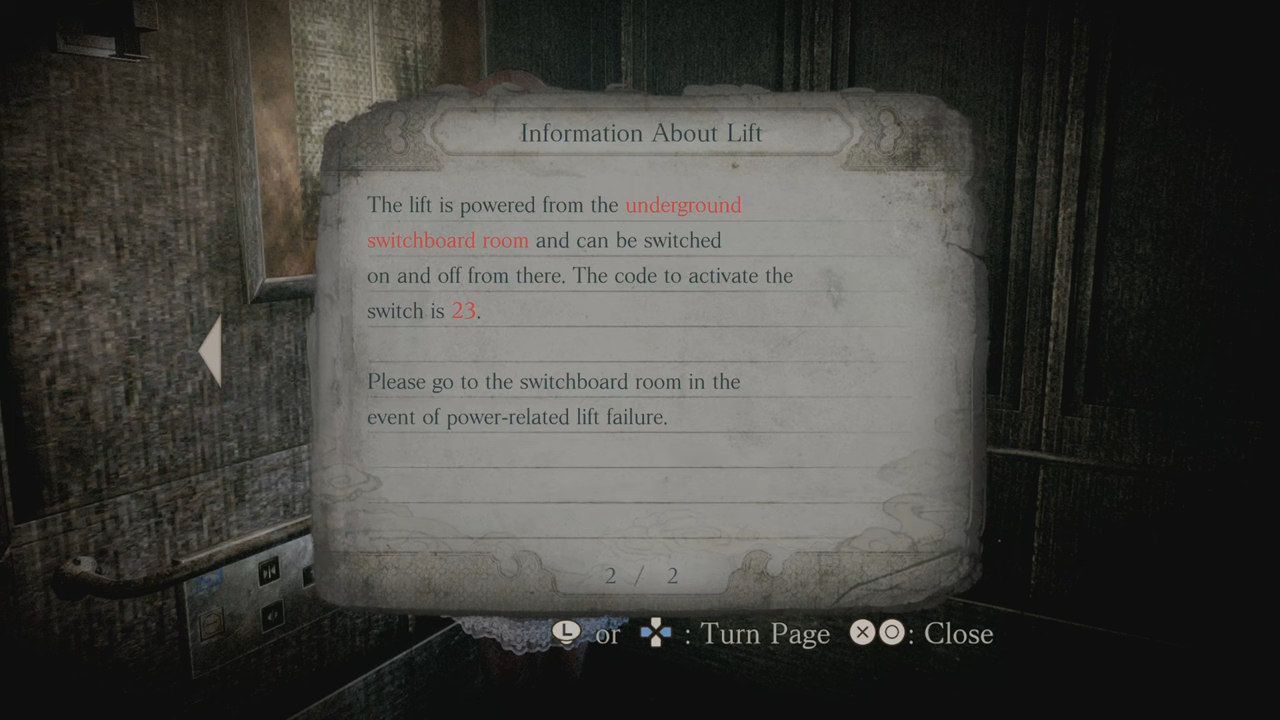 Information About Lift
The lift is powered from the underground
switchboard room and can be switched
on and off from there. The code to activate the
switch is 23.
Please go to the switchboard room in the
event of power-related lift failure.
2 / 2
L or : Turn Page : Close